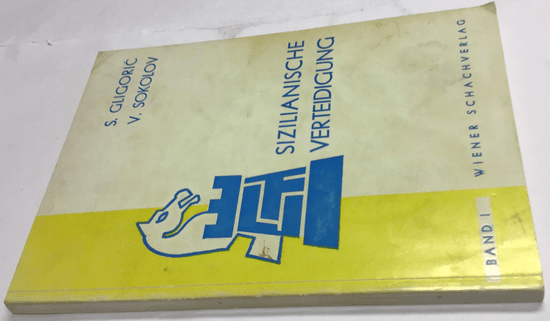 S. GLIGORIĆ
V. SOKOLOV
SIZILIANISCHE
VERTEIDIGUNG
BAND I
WIENER SCHACHVERLAG